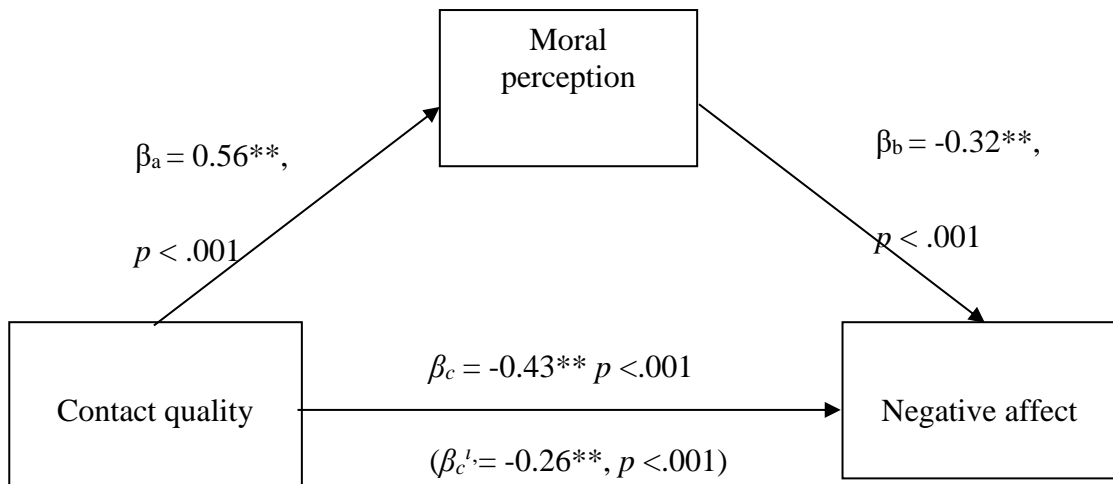 Moral
perception
βa = 0.56**,
p < .001
βb = -0.32**,
p < .001
Contact quality
βc = -0.43** p <.001
(βcˡ,= -0.26**, p <.001)
Negative affect